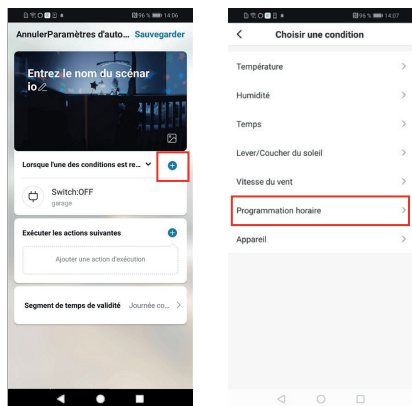 96 % 14:06
AnnulerParamètres d'auto... Sauvegarder
Entrez le nom du scénar
io
Lorsque l'une des conditions est re...
Switch:OFF
garage
Exécuter les actions suivantes
Ajouter une action d'exécution
Segment de temps de validité Journée co...
96 % 14:07
Choisir une condition
Température
Humidité
Temps
Lever/Coucher du soleil
Vitesse du vent
Programmation horaire
Appareil